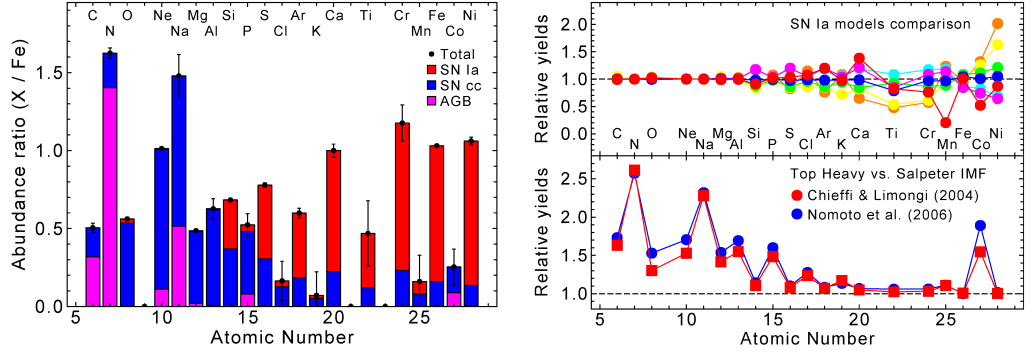 C O Ne Mg Si S Ar Ca Ti Cr Fe Ni
N Na Al P Cl K Mn Co
Total
SN Ia
SN cc
AGB
Abundance ratio (X / Fe)
1.5
1.0
0.5
0.0
5 10 15 20 25
Atomic Number
SN Ia models comparison
Relative yields
2.0
1.5
1.0
0.5
0.0
C O Ne Mg Si S Ar Ca Ti Cr Fe Ni
N Na Al P Cl K Mn Co
Top Heavy vs. Salpeter IMF
Chieffi & Limongi (2004)
Nomoto et al. (2006)
Relative yields
2.5
2.0
1.5
1.0
5 10 15 20 25
Atomic Number